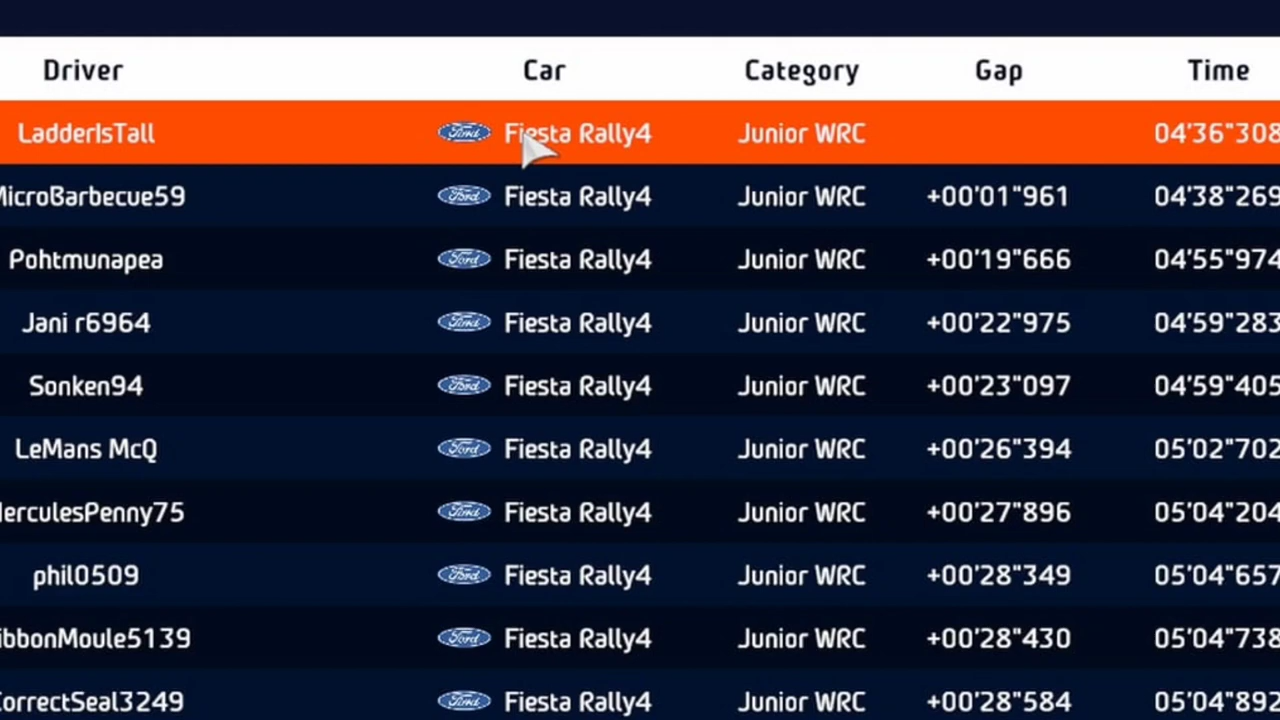 Driver Car Category Gap Time
LadderIsTall Ford Fiesta Rally4 Junior WRC 04'36"308
MicroBarbecue59 Ford Fiesta Rally4 Junior WRC +00'01"961 04'38"269
Pohtmunapea Ford Fiesta Rally4 Junior WRC +00'19"666 04'55"974
Jani r6964 Ford Fiesta Rally4 Junior WRC +00'22"975 04'59"283
Sonken94 Ford Fiesta Rally4 Junior WRC +00'23"097 04'59"405
LeMans McQ Ford Fiesta Rally4 Junior WRC +00'26"394 05'02"702
HerculesPenny75 Ford Fiesta Rally4 Junior WRC +00'27"896 05'04"204
phil0509 Ford Fiesta Rally4 Junior WRC +00'28"349 05'04"657
ibbonMoule5139 Ford Fiesta Rally4 Junior WRC +00'28"430 05'04"738
CorrectSeal3249 Ford Fiesta Rally4 Junior WRC +00'28"584 05'04"892